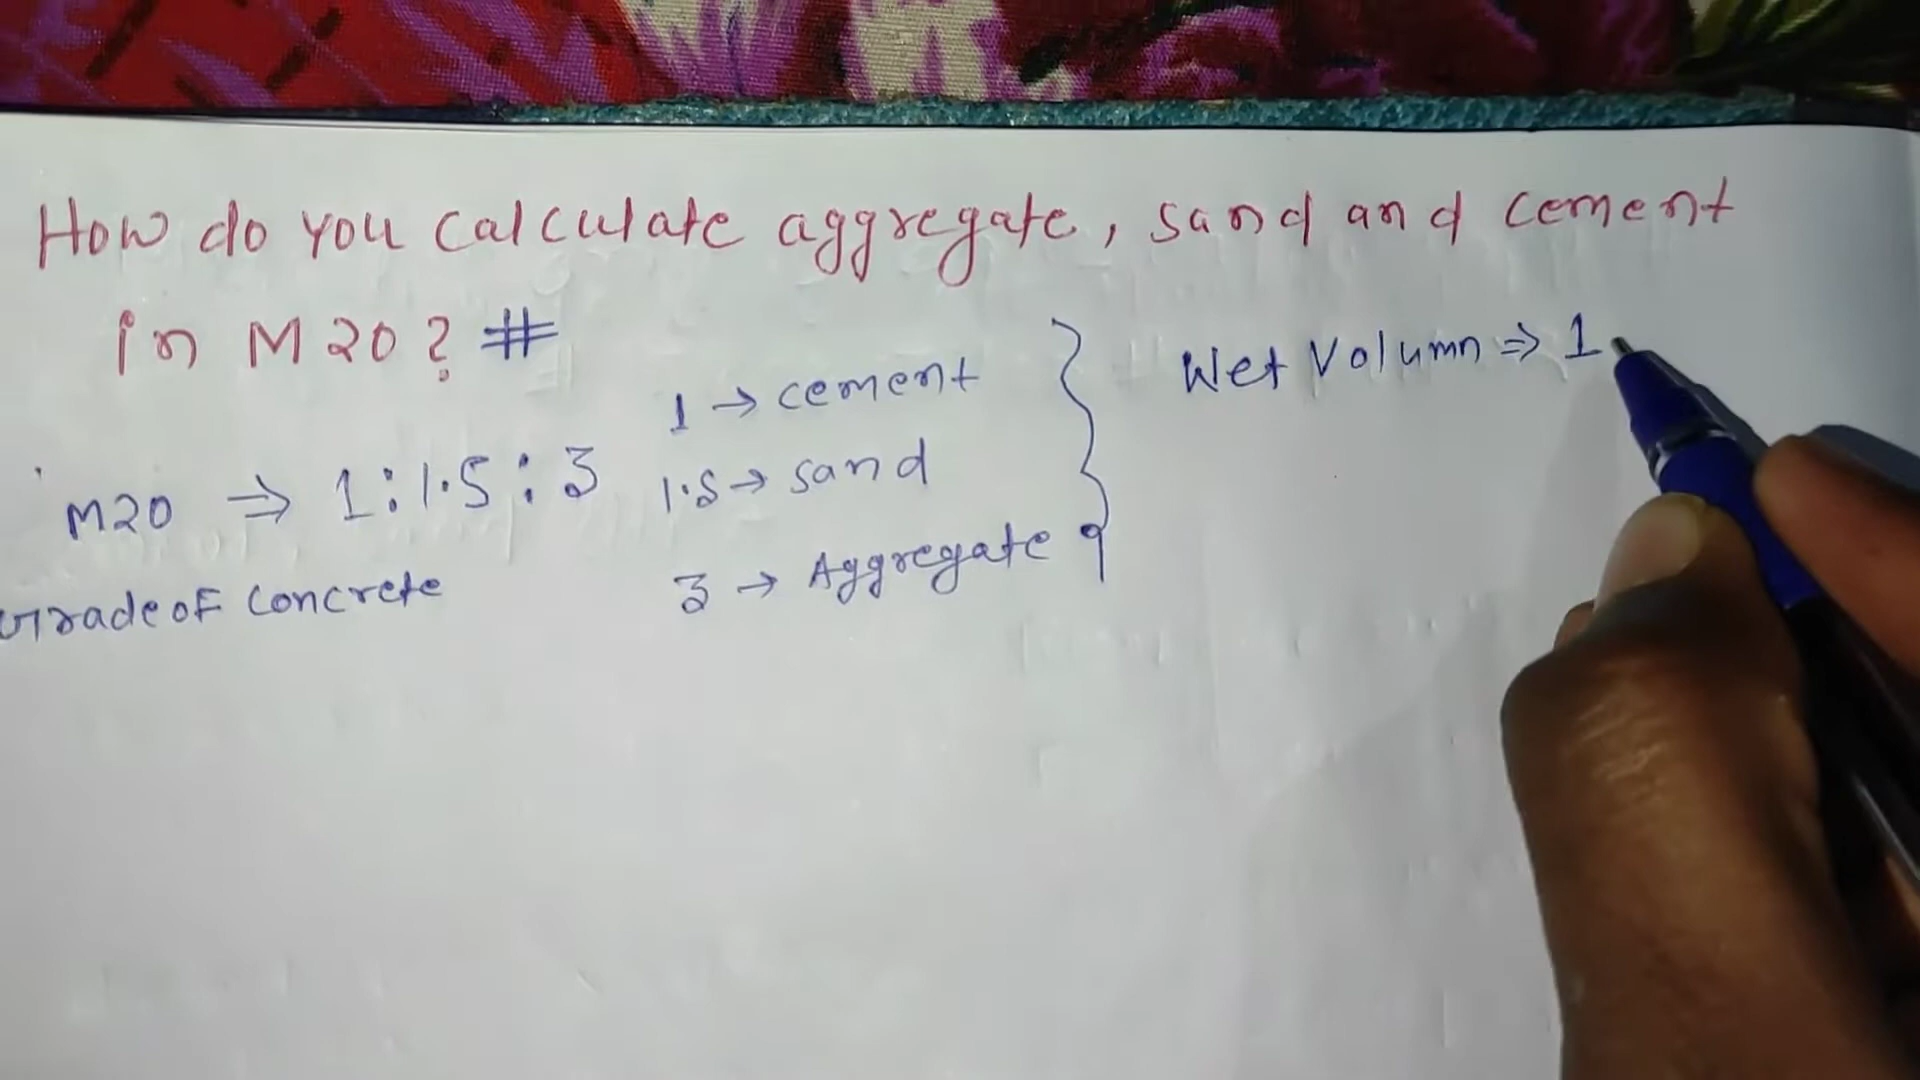 How do you calculate aggregate, sand and cement
in M20? #
1 → cement
M20 ⇒ 1:1.5:3
1.5 → sand
3 → Aggregate
Grade of Concrete
Wet Volumn ⇒ 1